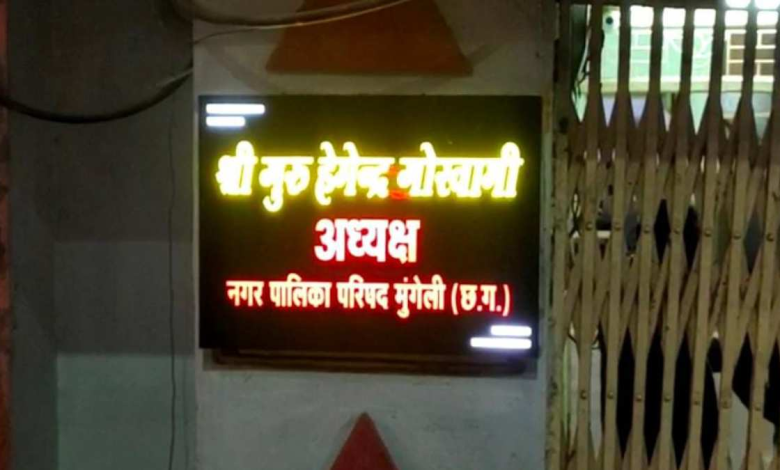 श्री गुरु हेगेन्द्र गोस्वामी
अध्यक्ष
नगर पालिका परिषद मुंगेली (छ.ग.)